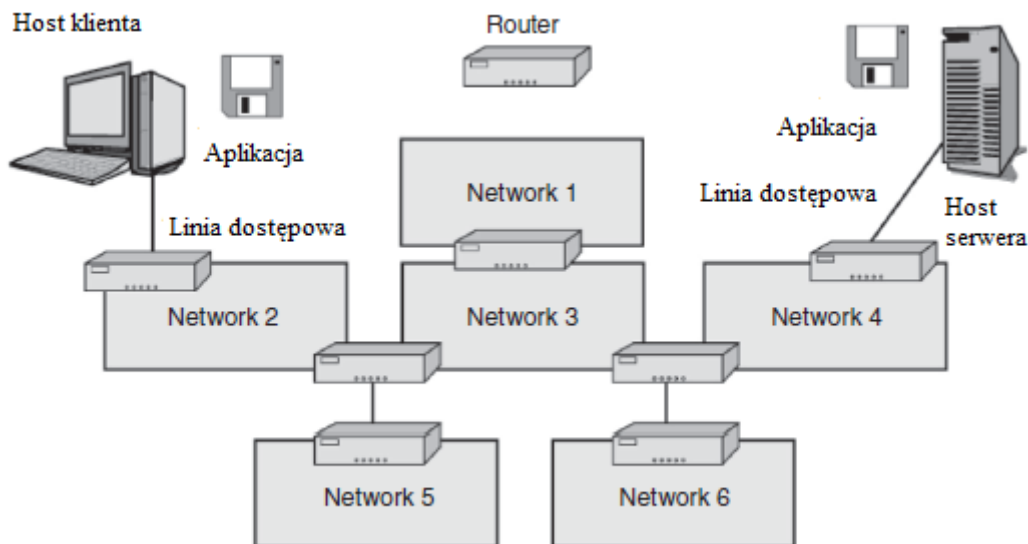 Host klienta
Router
Aplikacja
Aplikacja
Linia dostępowa
Linia dostępowa
Host
serwera
Network 1
Network 2
Network 3
Network 4
Network 5
Network 6